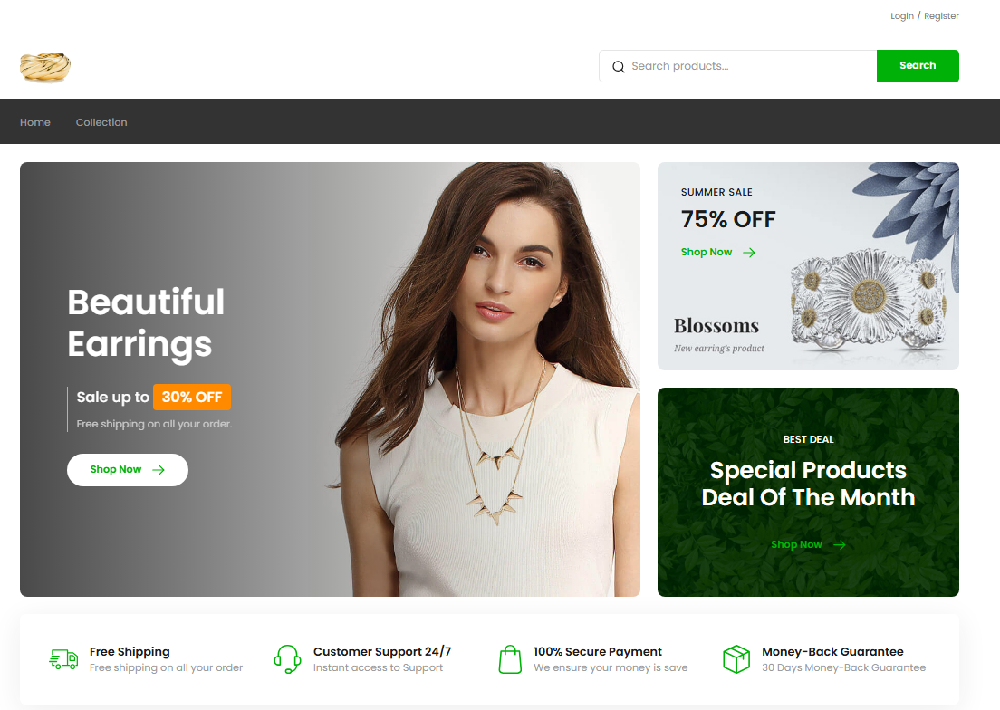 Login / Register
Search products...
Search
Home
Collection
Beautiful
Earrings
Sale up to 30% OFF
Free shipping on all your order.
Shop Now
SUMMER SALE
75% OFF
Shop Now
Blossoms
New earring's product
BEST DEAL
Special Products
Deal Of The Month
Shop Now
Free Shipping
Free shipping on all your order
Customer Support 24/7
Instant access to Support
100% Secure Payment
We ensure your money is save
Money-Back Guarantee
30 Days Money-Back Guarantee